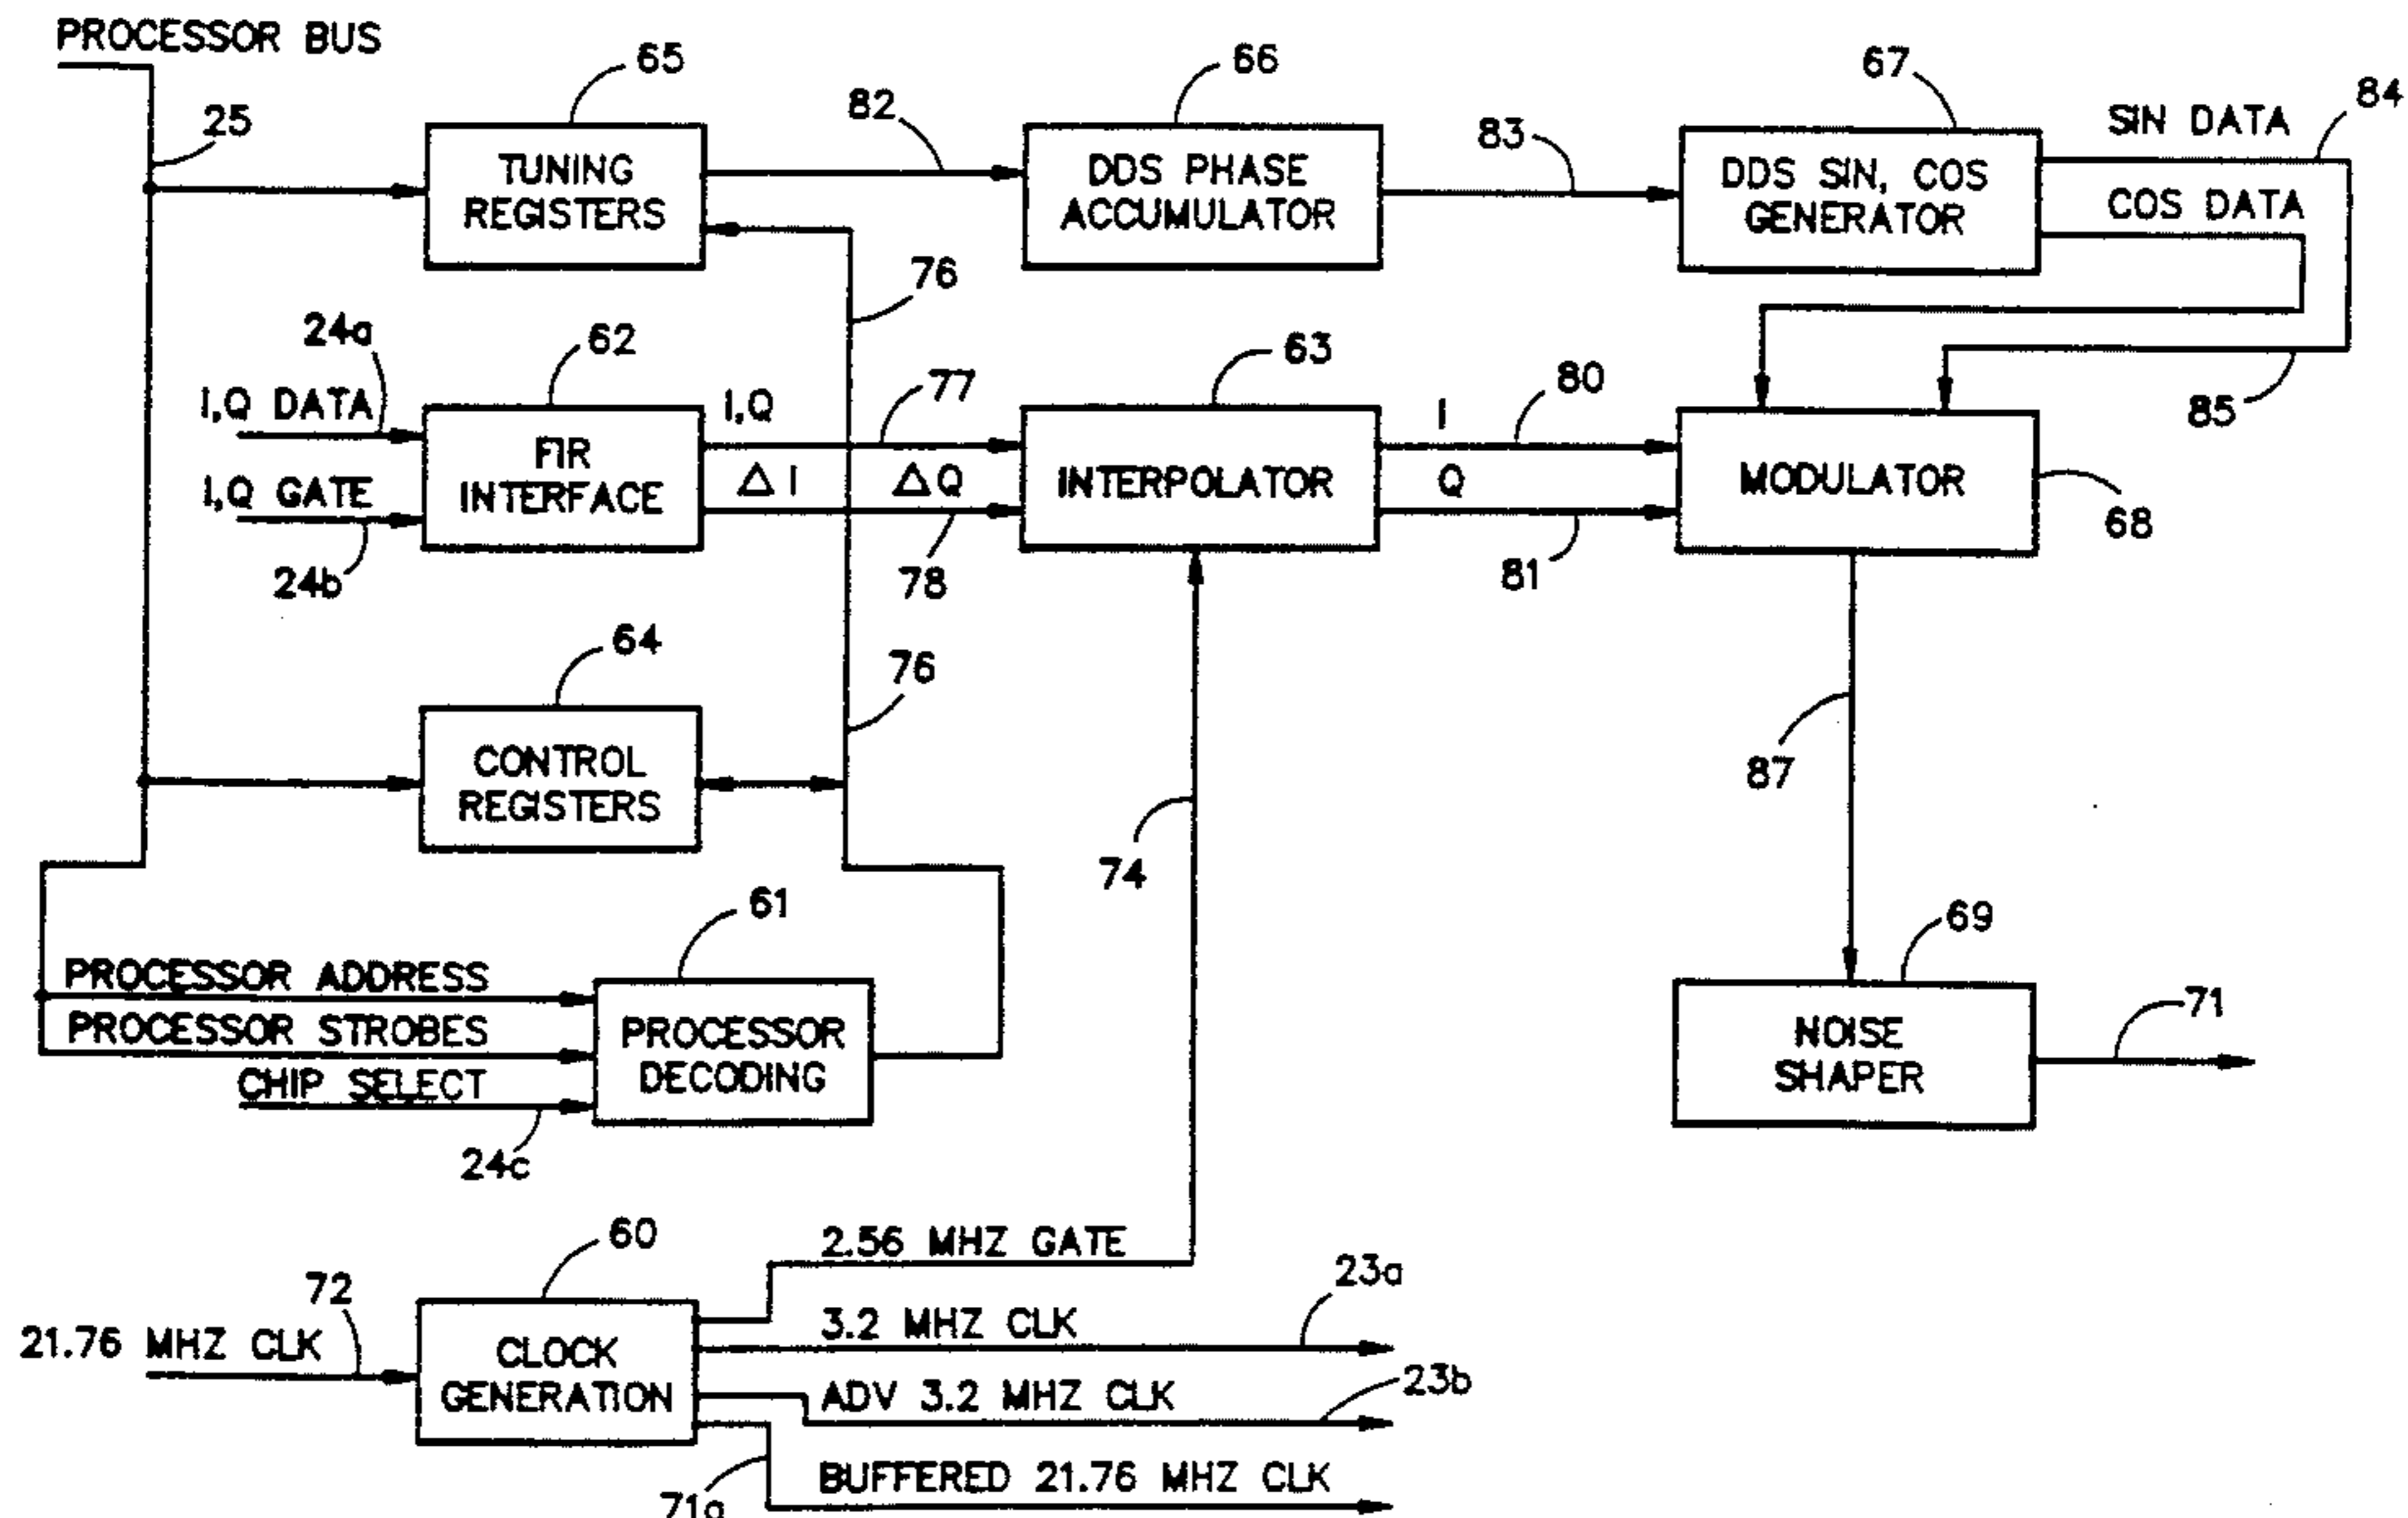 PROCESSOR BUS
65
66
67
84
25
82
83
SIN DATA
TUNING
REGISTERS
DDS PHASE
ACCUMULATOR
DDS SIN, COS
GENERATOR
COS DATA
76
24a
62
63
I,Q DATA
77
80
85
I,Q
I
FIR
INTERFACE
I,Q GATE
Δ I
Δ Q
INTERPOLATOR
Q
MODULATOR
68
24b
78
81
64
76
CONTROL
REGISTERS
87
74
61
69
PROCESSOR ADDRESS
PROCESSOR STROBES
CHIP SELECT
PROCESSOR
DECODING
NOISE
SHAPER
71
24c
60
2.56 MHZ GATE
72
23a
21.76 MHZ CLK
3.2 MHZ CLK
CLOCK
GENERATION
ADV 3.2 MHZ CLK
23b
BUFFERED 21.76 MHZ CLK
71a